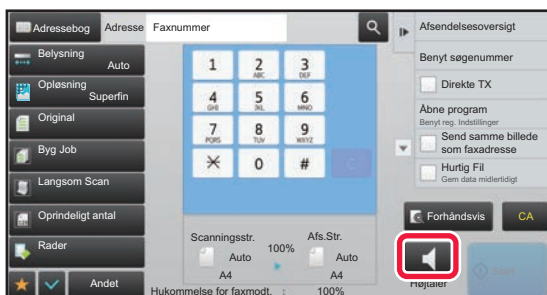 Adressebog
Adresse
Faxnummer
Belysning
Auto
Opløsning
Superfin
Original
Byg Job
Langsom Scan
Oprindeligt antal
Rader
Andet
1
2
ABC
3
DEF
4
GHI
5
JKL
6
MNO
7
PQRS
8
TUV
9
WXYZ
0
#
C
Scanningsstr.
100%
Afs.Str.
Auto
A4
Auto
A4
Hukommelse for faxmodt. : 100%
Afsendelsesoversigt
Benyt søgenummer
Direkte TX
Åbne program
Benyt reg. Indstillinger
Send samme billede
som faxadresse
Hurtig Fil
Gem data midlertidigt
Forhåndsvis
CA
Højtaler
Start